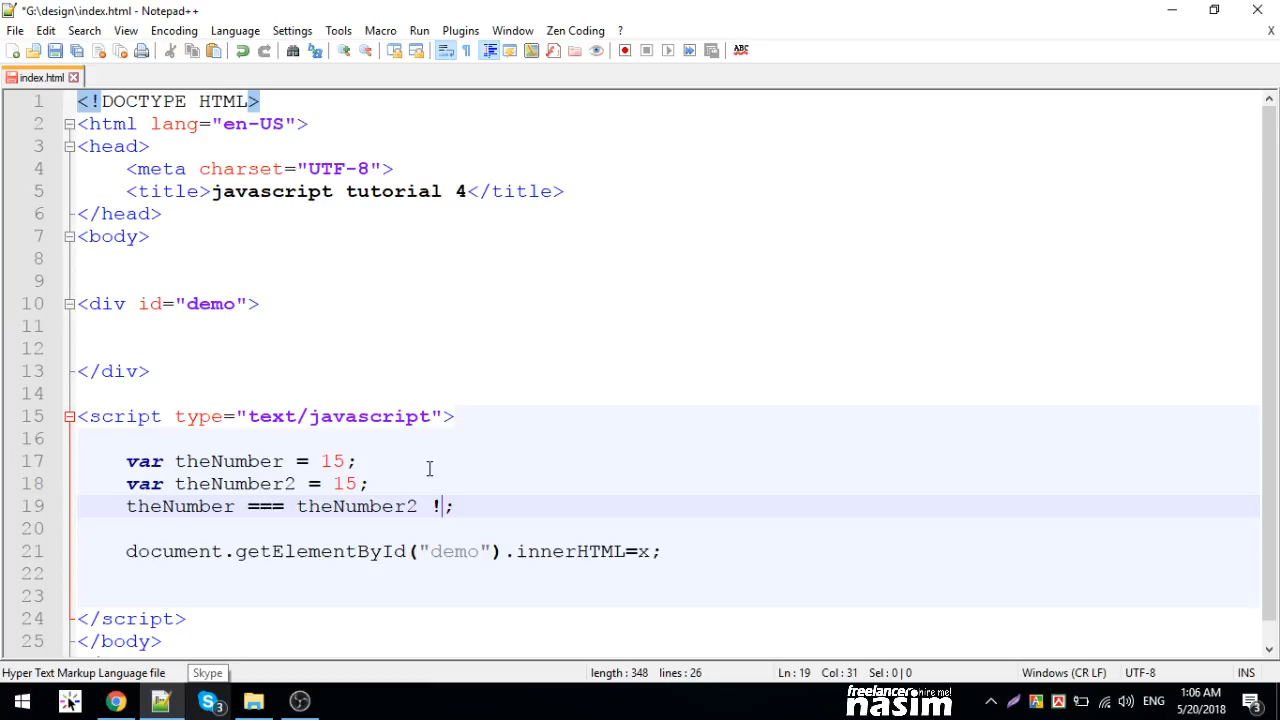 *G:\design\index.html - Notepad++
File Edit Search View Encoding Language Settings Tools Macro Run Plugins Window Zen Coding ? X
ABC
index.html
1 <!DOCTYPE HTML>
2 <html lang="en-US">
3 <head>
4 <meta charset="UTF-8">
5 <title>javascript tutorial 4</title>
6 </head>
7 <body>
8
9
10 <div id="demo">
11
12
13 </div>
14
15 <script type="text/javascript">
16
17 var theNumber = 15;
18 var theNumber2 = 15;
19 theNumber === theNumber2 !;
20
21 document.getElementById("demo").innerHTML=x;
22
23
24 </script>
25 </body>
Hyper Text Markup Language file Skype length : 348 lines : 26 Ln : 19 Col : 31 Sel : 0 | 0 Windows (CR LF) UTF-8 INS
3 freelancer hire me! nasim ENG 1:06 AM 5/20/2018 3